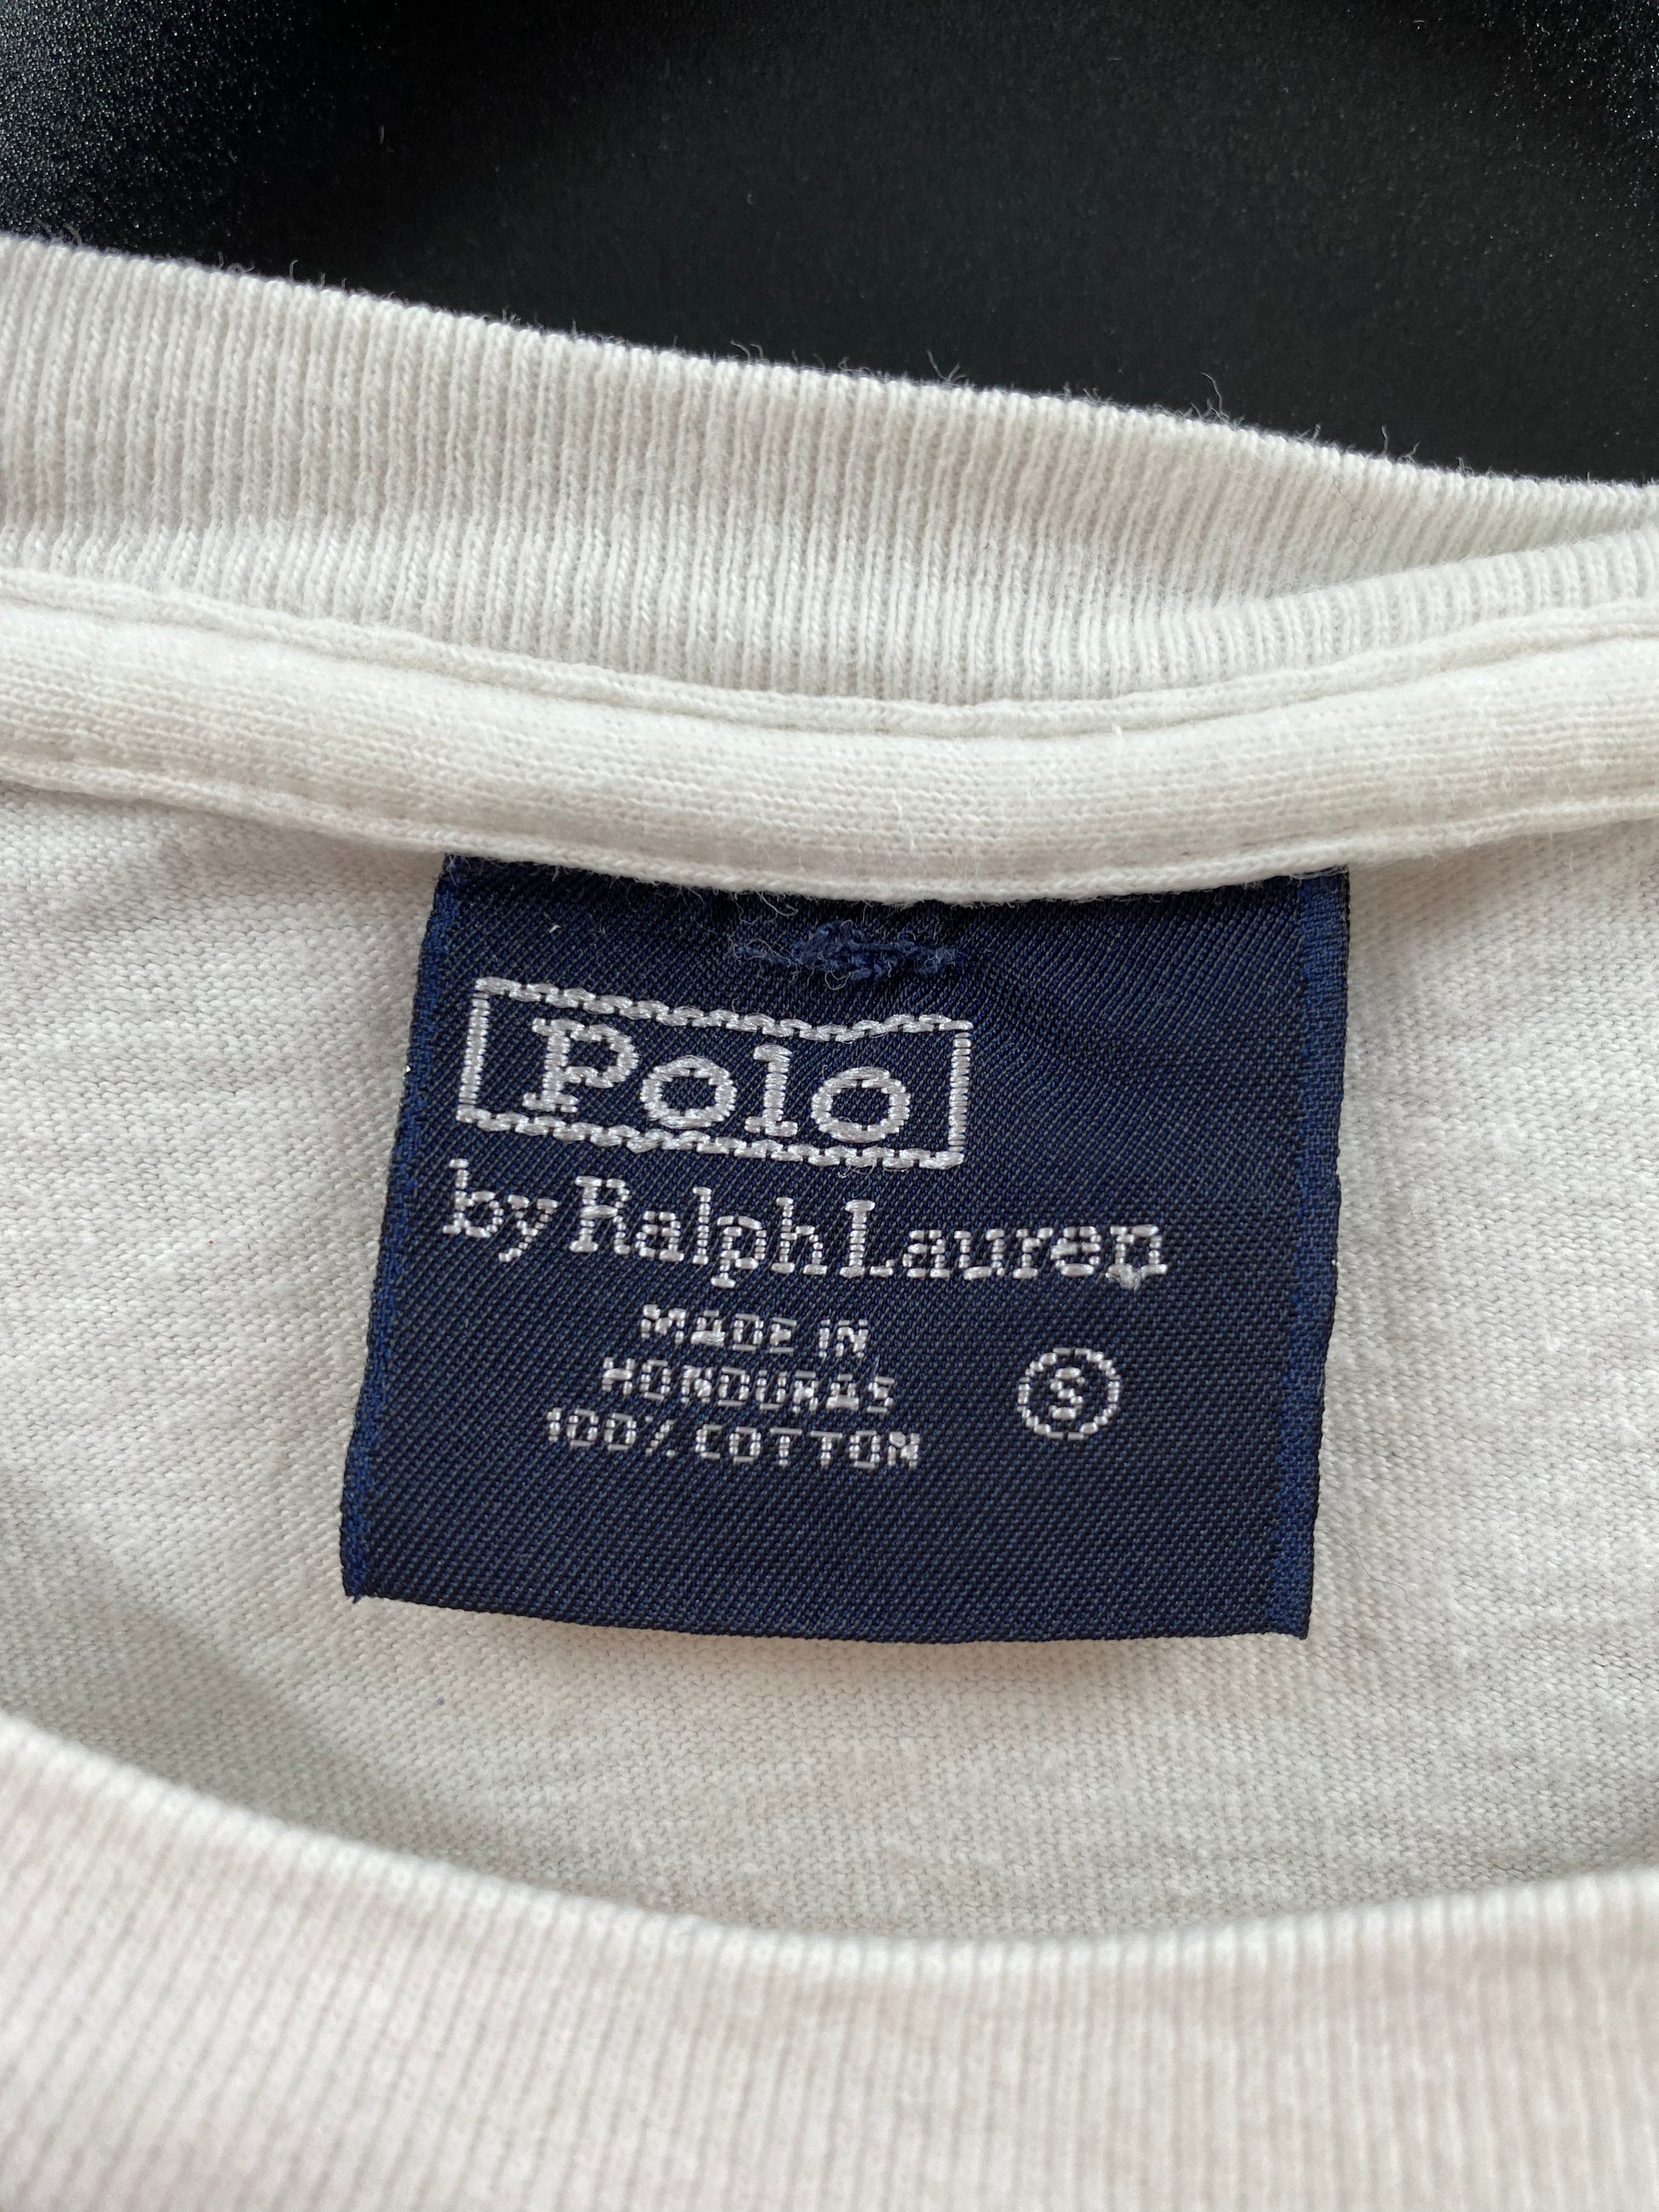 Polo
by Ralph Lauren
MADE IN
HONDURAS
100% COTTON
S